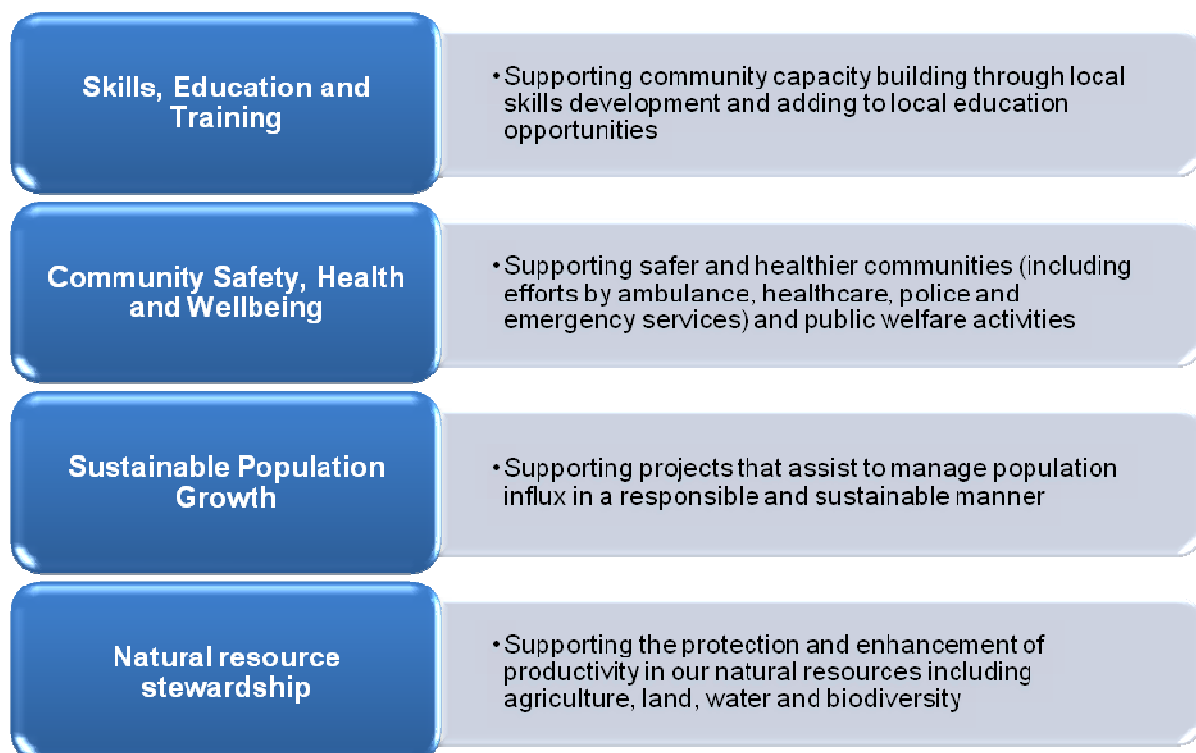 Skills, Education and
Training
•Supporting community capacity building through local
skills development and adding to local education
opportunities
Community Safety, Health
and Wellbeing
•Supporting safer and healthier communities (including
efforts by ambulance, healthcare, police and
emergency services) and public welfare activities
Sustainable Population
Growth
•Supporting projects that assist to manage population
influx in a responsible and sustainable manner
Natural resource
stewardship
•Supporting the protection and enhancement of
productivity in our natural resources including
agriculture, land, water and biodiversity